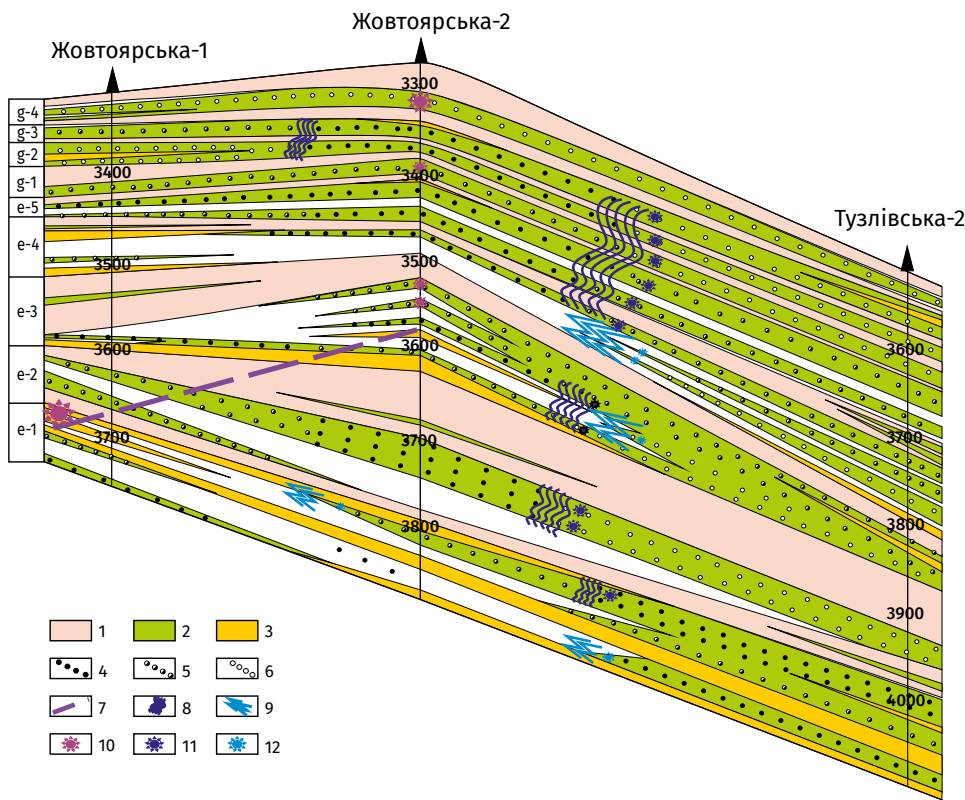 Жовтоярська-2
Жовтоярська-1
Тузлівська-2
g-4
g-3
g-2
g-1
e-5
e-4
e-3
e-2
e-1
3400
3500
3600
3700
3300
3400
3500
3600
3700
3800
3600
3700
3800
3900
4000
1 2 3
4 5 6
7 8 9
10 11 12